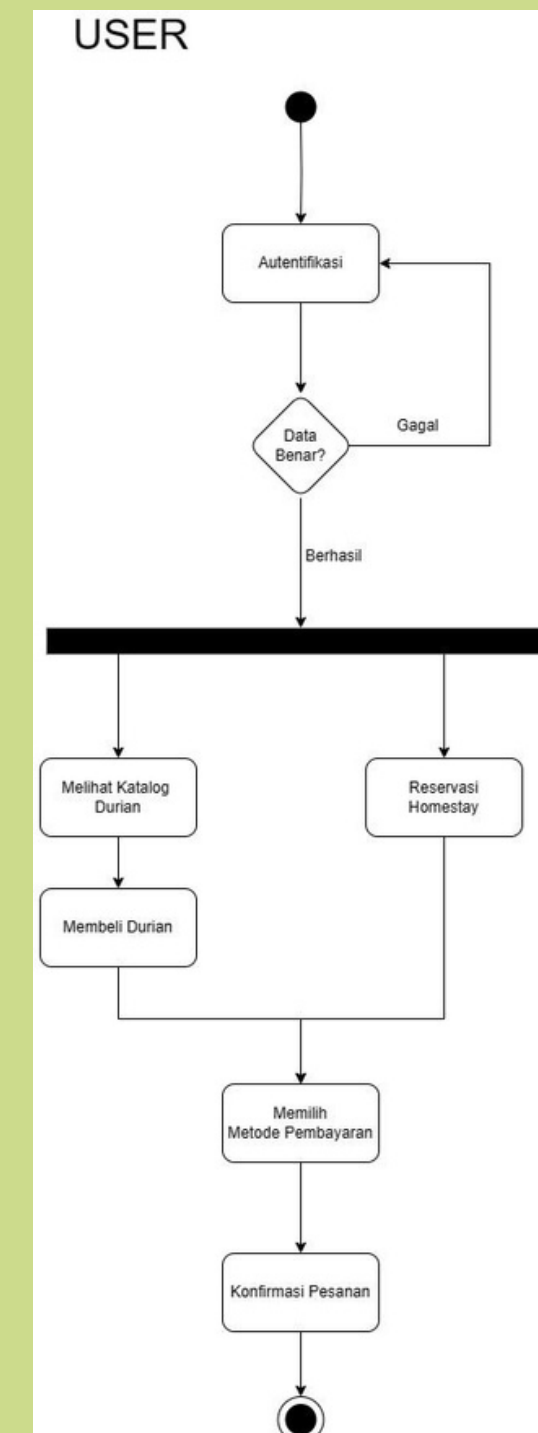 USER
Autentifikasi
Data
Benar?
Gagal
Berhasil
Melihat Katalog
Durian
Reservasi
Homestay
Membeli Durian
Memilih
Metode Pembayaran
Konfirmasi Pesanan